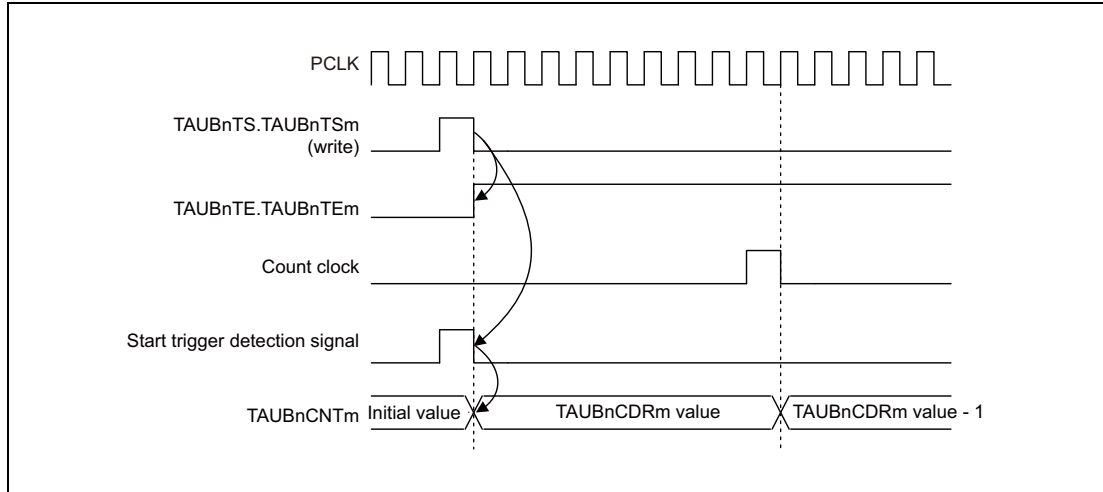 PCLK
TAUBnTS.TAUBnTSm
(write)
TAUBnTE.TAUBnTEm
Count clock
Start trigger detection signal
TAUBnCNTm
Initial value
TAUBnCDRm value
TAUBnCDRm value - 1